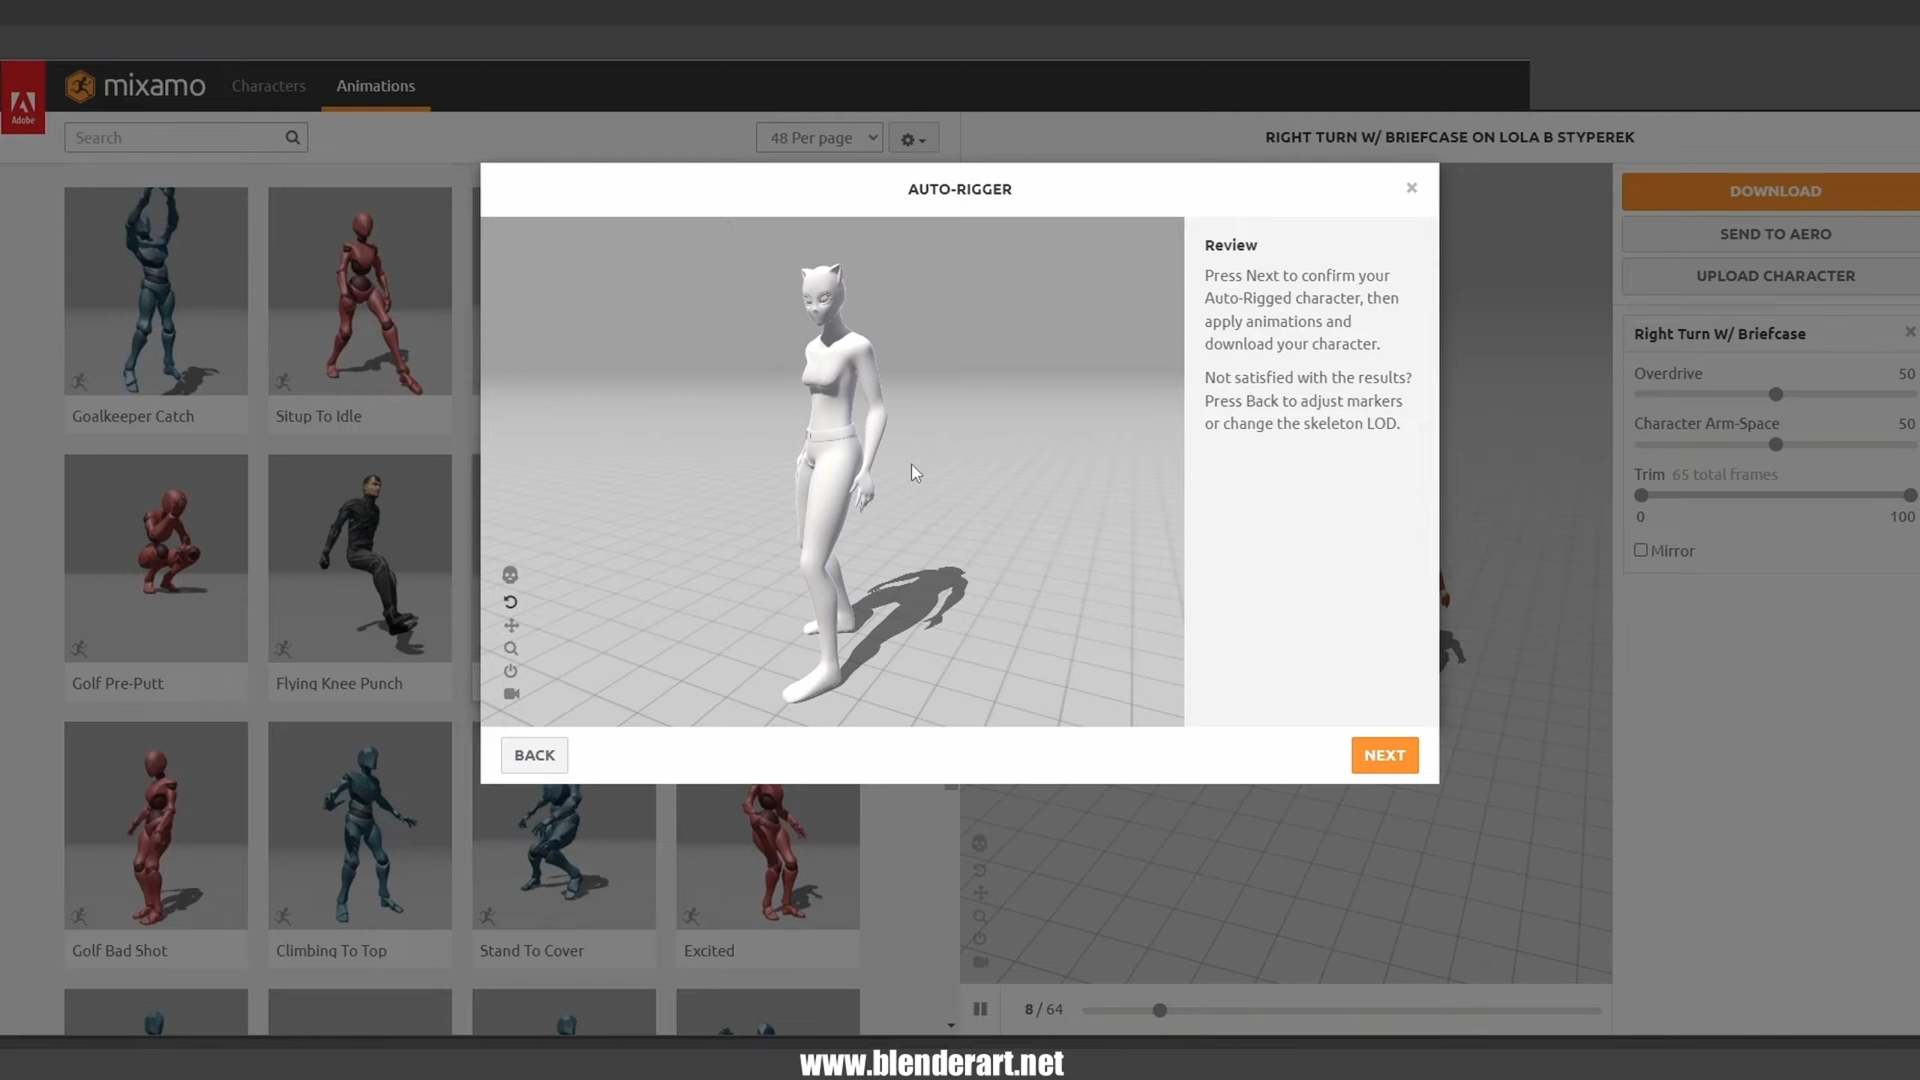 Adobe
mixamo
Characters
Animations
Search
48 Per page
RIGHT TURN W/ BRIEFCASE ON LOLA B STYPEREK
AUTO-RIGGER
×
Review
Press Next to confirm your
Auto-Rigged character, then
apply animations and
download your character.
Not satisfied with the results?
Press Back to adjust markers
or change the skeleton LOD.
BACK
NEXT
DOWNLOAD
SEND TO AERO
UPLOAD CHARACTER
Right Turn W/ Briefcase
×
Overdrive
50
Character Arm-Space
50
Trim 65 total frames
0
100
Mirror
Goalkeeper Catch
Situp To Idle
Golf Pre-Putt
Flying Knee Punch
Golf Bad Shot
Climbing To Top
Stand To Cover
Excited
8 / 64
www.blenderart.net